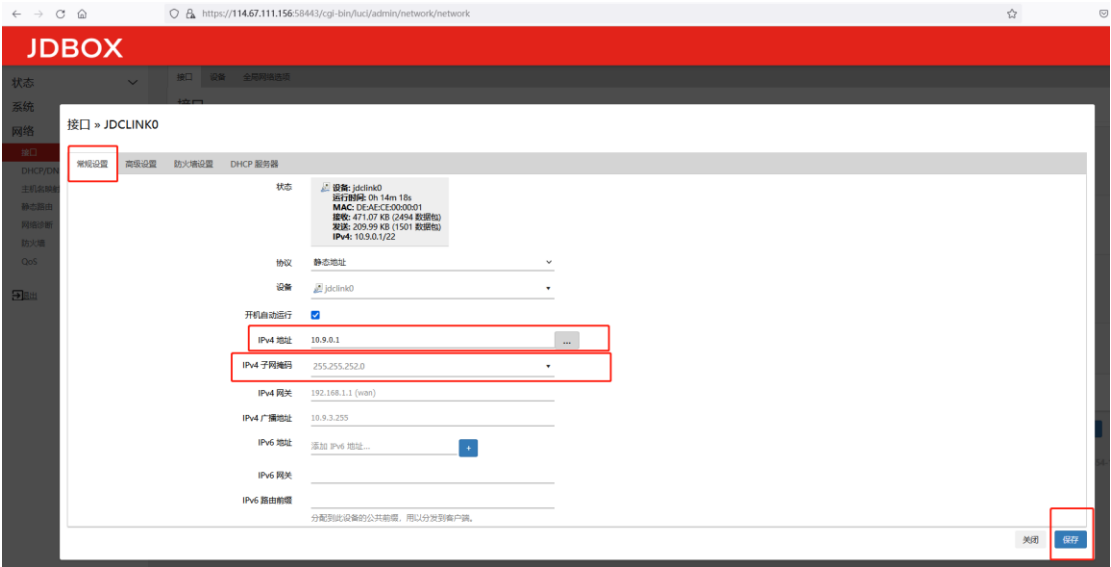 https://114.67.111.156:58443/cgi-bin/luci/admin/network/network
JDBOX
状态
接口 设备 全局网络选项
系统
接口
网络
接口 » JDCLINK0
接口
常规设置 高级设置 防火墙设置 DHCP 服务器
DHCP/DN
主机名映射
静态路由
网络诊断
防火墙
QoS
退出
状态
设备: jdclink0
运行时间: 0h 14m 18s
MAC: DE:AE:CE:00:00:01
接收: 471.07 KB (2494 数据包)
发送: 209.99 KB (1501 数据包)
IPv4: 10.9.0.1/22
协议 静态地址
设备 jdclink0
开机自动运行
IPv4 地址 10.9.0.1 ...
IPv4 子网掩码 255.255.252.0
IPv4 网关 192.168.1.1 (wan)
IPv4 广播地址 10.9.3.255
IPv6 地址 添加 IPv6 地址... +
IPv6 网关
IPv6 路由前缀
分配到此设备的公共前缀，用以分发到客户端。
关闭 保存